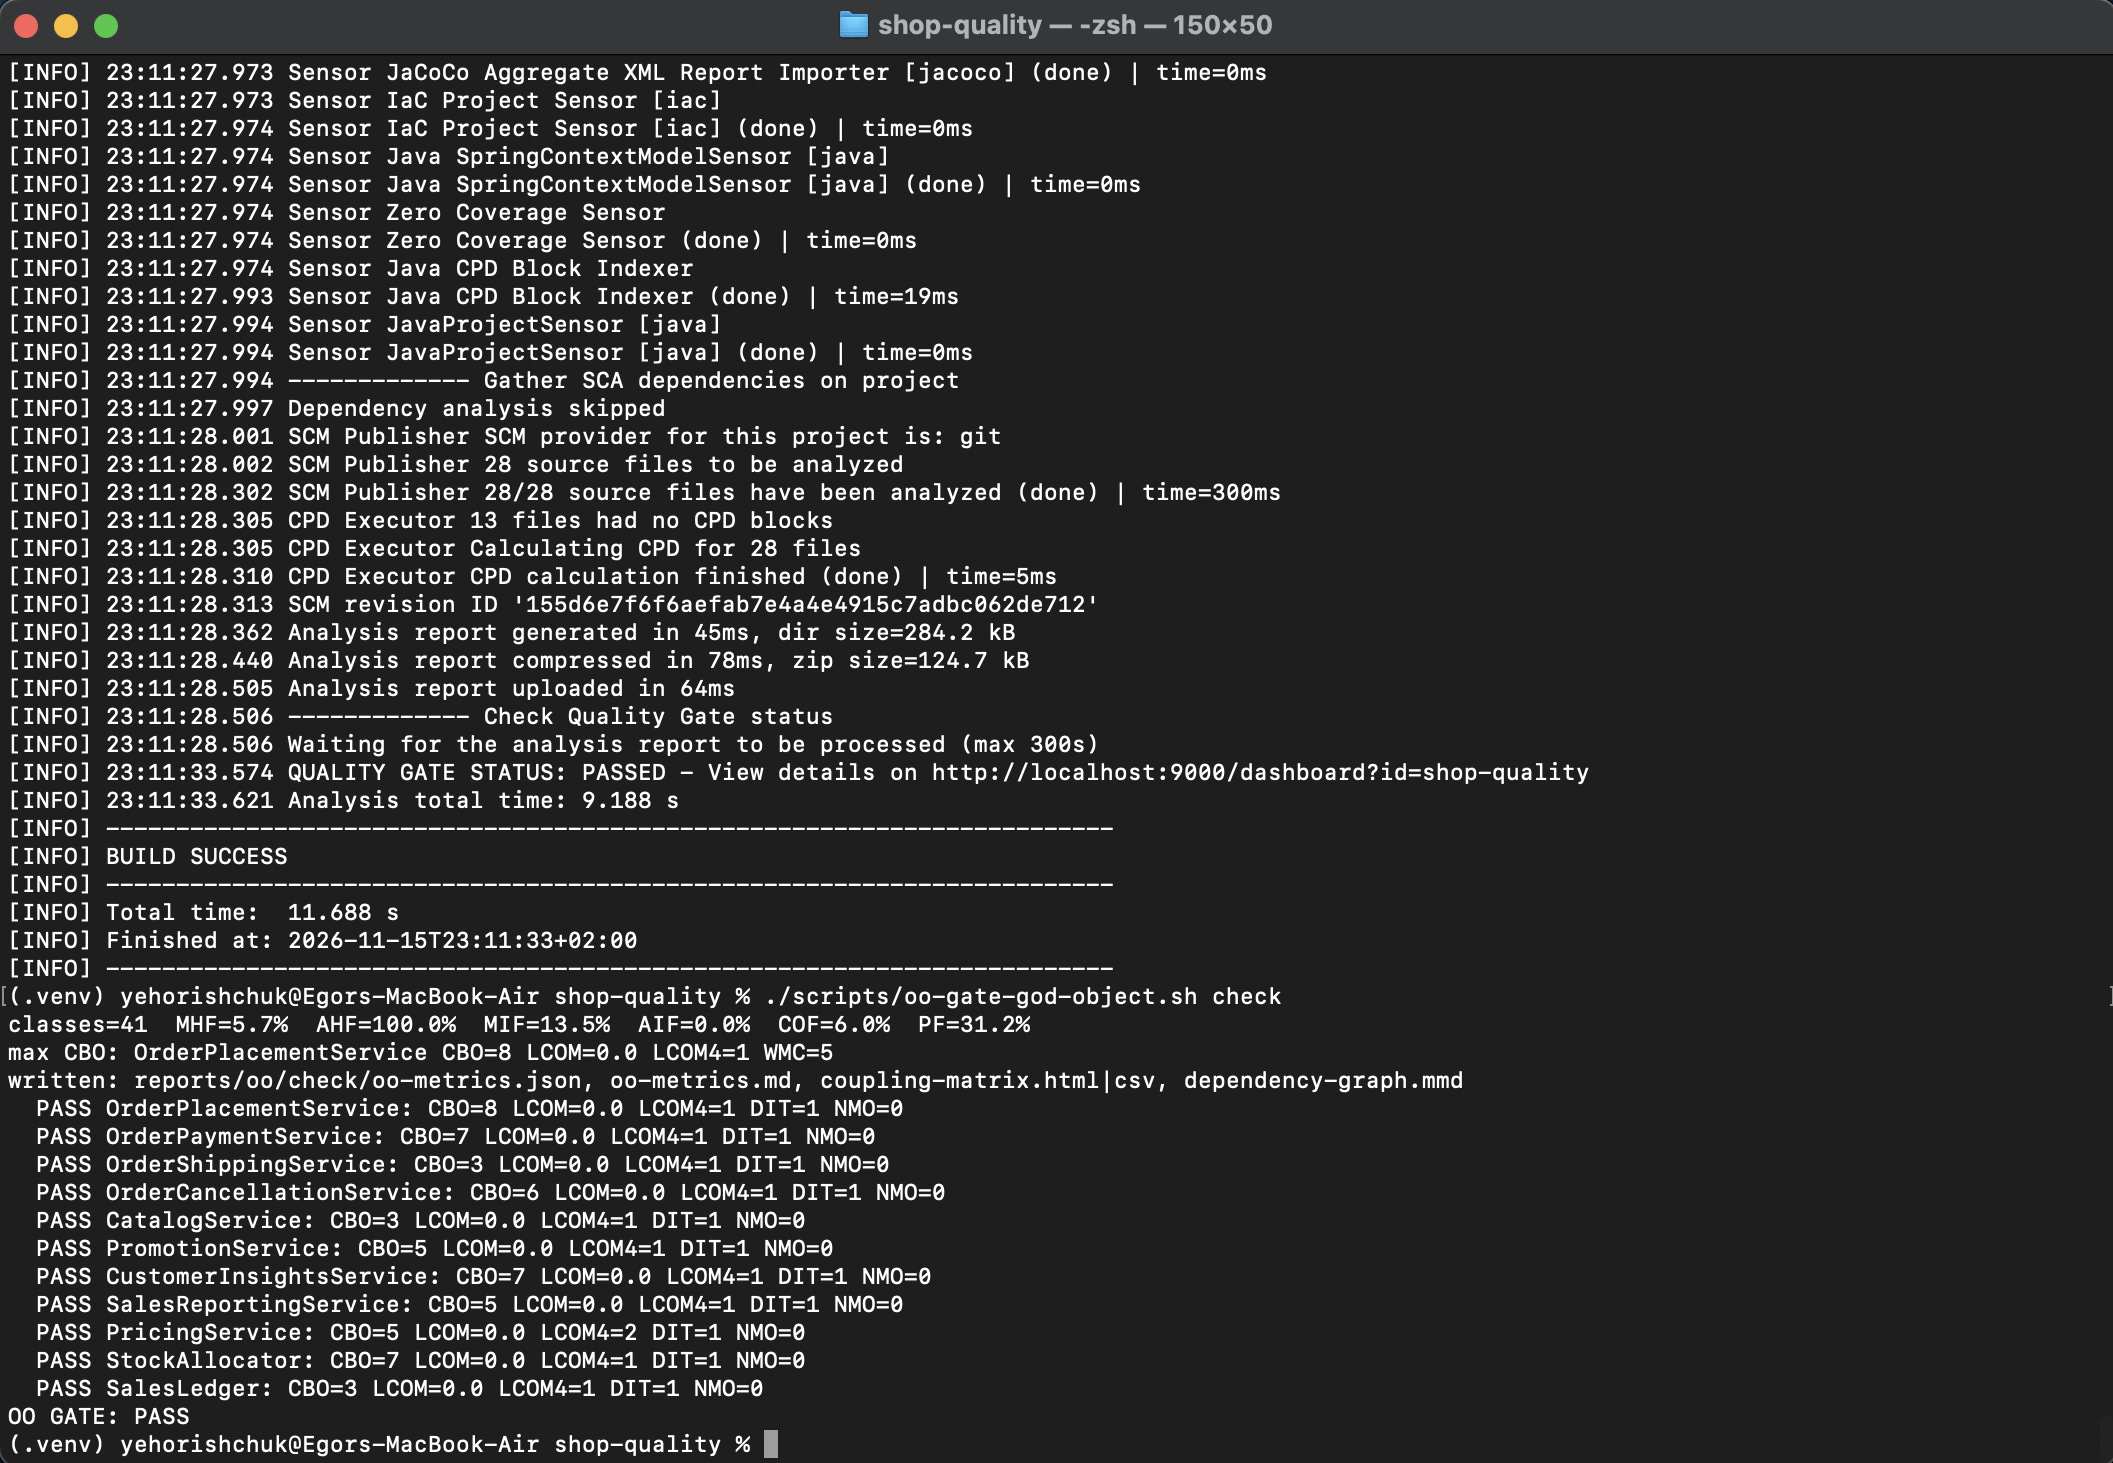 shop-quality — -zsh — 150×50
[INFO] 23:11:27.973 Sensor JaCoCo Aggregate XML Report Importer [jacoco] (done) | time=0ms
[INFO] 23:11:27.973 Sensor IaC Project Sensor [iac]
[INFO] 23:11:27.974 Sensor IaC Project Sensor [iac] (done) | time=0ms
[INFO] 23:11:27.974 Sensor Java SpringContextModelSensor [java]
[INFO] 23:11:27.974 Sensor Java SpringContextModelSensor [java] (done) | time=0ms
[INFO] 23:11:27.974 Sensor Zero Coverage Sensor
[INFO] 23:11:27.974 Sensor Zero Coverage Sensor (done) | time=0ms
[INFO] 23:11:27.974 Sensor Java CPD Block Indexer
[INFO] 23:11:27.993 Sensor Java CPD Block Indexer (done) | time=19ms
[INFO] 23:11:27.994 Sensor JavaProjectSensor [java]
[INFO] 23:11:27.994 Sensor JavaProjectSensor [java] (done) | time=0ms
[INFO] 23:11:27.994 ------------- Gather SCA dependencies on project
[INFO] 23:11:27.997 Dependency analysis skipped
[INFO] 23:11:28.001 SCM Publisher SCM provider for this project is: git
[INFO] 23:11:28.002 SCM Publisher 28 source files to be analyzed
[INFO] 23:11:28.302 SCM Publisher 28/28 source files have been analyzed (done) | time=300ms
[INFO] 23:11:28.305 CPD Executor 13 files had no CPD blocks
[INFO] 23:11:28.305 CPD Executor Calculating CPD for 28 files
[INFO] 23:11:28.310 CPD Executor CPD calculation finished (done) | time=5ms
[INFO] 23:11:28.313 SCM revision ID '155d6e7f6f6aefab7e4a4e4915c7adbc062de712'
[INFO] 23:11:28.362 Analysis report generated in 45ms, dir size=284.2 kB
[INFO] 23:11:28.440 Analysis report compressed in 78ms, zip size=124.7 kB
[INFO] 23:11:28.505 Analysis report uploaded in 64ms
[INFO] 23:11:28.506 ------------- Check Quality Gate status
[INFO] 23:11:28.506 Waiting for the analysis report to be processed (max 300s)
[INFO] 23:11:33.574 QUALITY GATE STATUS: PASSED - View details on http://localhost:9000/dashboard?id=shop-quality
[INFO] 23:11:33.621 Analysis total time: 9.188 s
[INFO] ------------------------------------------------------------------------
[INFO] BUILD SUCCESS
[INFO] ------------------------------------------------------------------------
[INFO] Total time:  11.688 s
[INFO] Finished at: 2026-11-15T23:11:33+02:00
[INFO] ------------------------------------------------------------------------
[(.venv) yehorishchuk@Egors-MacBook-Air shop-quality % ./scripts/oo-gate-god-object.sh check ]
classes=41  MHF=5.7%  AHF=100.0%  MIF=13.5%  AIF=0.0%  COF=6.0%  PF=31.2%
max CBO: OrderPlacementService CBO=8 LCOM=0.0 LCOM4=1 WMC=5
written: reports/oo/check/oo-metrics.json, oo-metrics.md, coupling-matrix.html|csv, dependency-graph.mmd
  PASS OrderPlacementService: CBO=8 LCOM=0.0 LCOM4=1 DIT=1 NMO=0
  PASS OrderPaymentService: CBO=7 LCOM=0.0 LCOM4=1 DIT=1 NMO=0
  PASS OrderShippingService: CBO=3 LCOM=0.0 LCOM4=1 DIT=1 NMO=0
  PASS OrderCancellationService: CBO=6 LCOM=0.0 LCOM4=1 DIT=1 NMO=0
  PASS CatalogService: CBO=3 LCOM=0.0 LCOM4=1 DIT=1 NMO=0
  PASS PromotionService: CBO=5 LCOM=0.0 LCOM4=1 DIT=1 NMO=0
  PASS CustomerInsightsService: CBO=7 LCOM=0.0 LCOM4=1 DIT=1 NMO=0
  PASS SalesReportingService: CBO=5 LCOM=0.0 LCOM4=1 DIT=1 NMO=0
  PASS PricingService: CBO=5 LCOM=0.0 LCOM4=2 DIT=1 NMO=0
  PASS StockAllocator: CBO=7 LCOM=0.0 LCOM4=1 DIT=1 NMO=0
  PASS SalesLedger: CBO=3 LCOM=0.0 LCOM4=1 DIT=1 NMO=0
OO GATE: PASS
(.venv) yehorishchuk@Egors-MacBook-Air shop-quality %